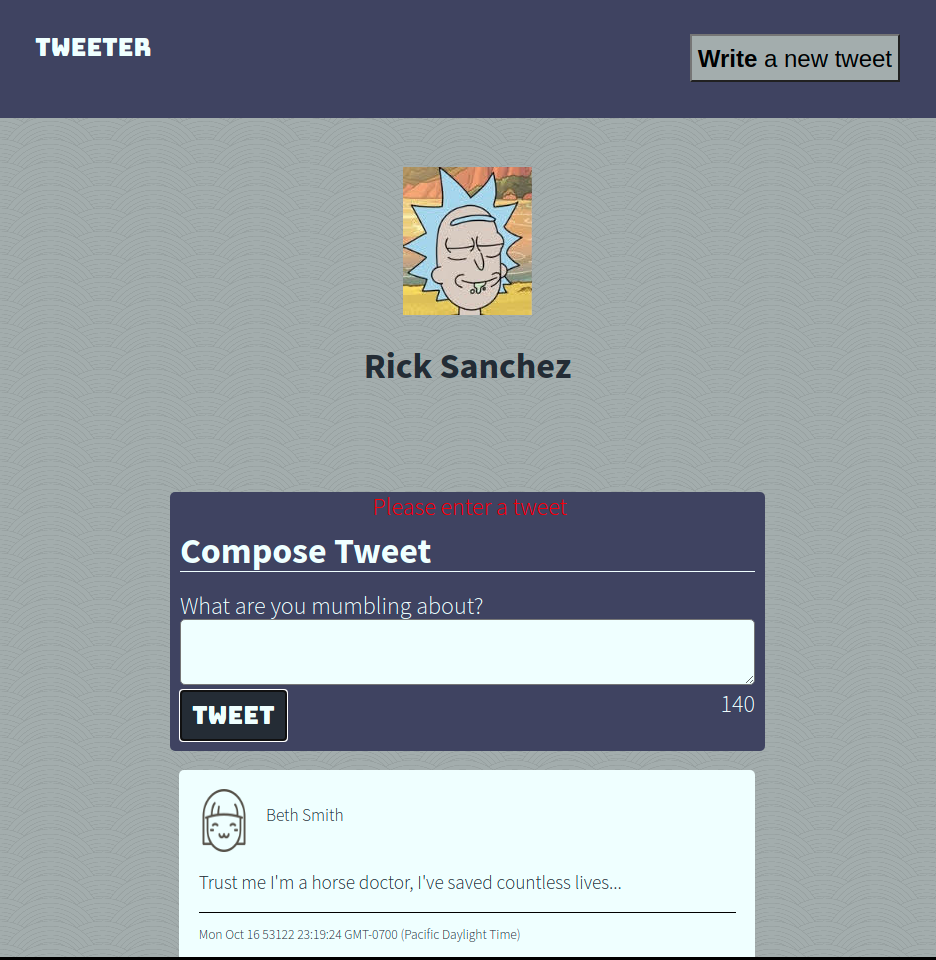 TWEETER
Write a new tweet
Rick Sanchez
Please enter a tweet
Compose Tweet
What are you mumbling about?
TWEET
140
Beth Smith
Trust me I'm a horse doctor, I've saved countless lives...
Mon Oct 16 53122 23:19:24 GMT-0700 (Pacific Daylight Time)